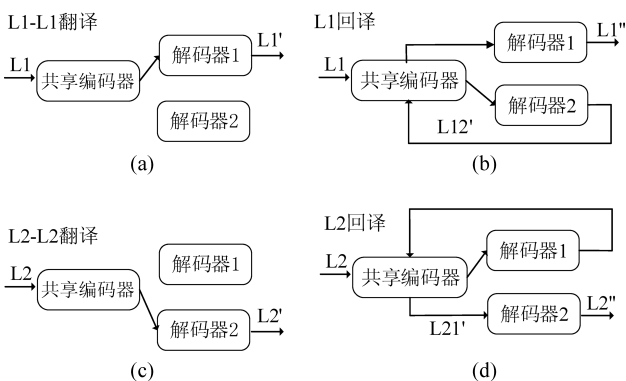 L1-L1翻译
L1
共享编码器
解码器1
L1'
解码器2
(a)
L1回译
L1
共享编码器
解码器1
L1''
解码器2
L12'
(b)
L2-L2翻译
L2
共享编码器
解码器1
解码器2
L2'
(c)
L2回译
L2
共享编码器
解码器1
L21'
解码器2
L2''
(d)